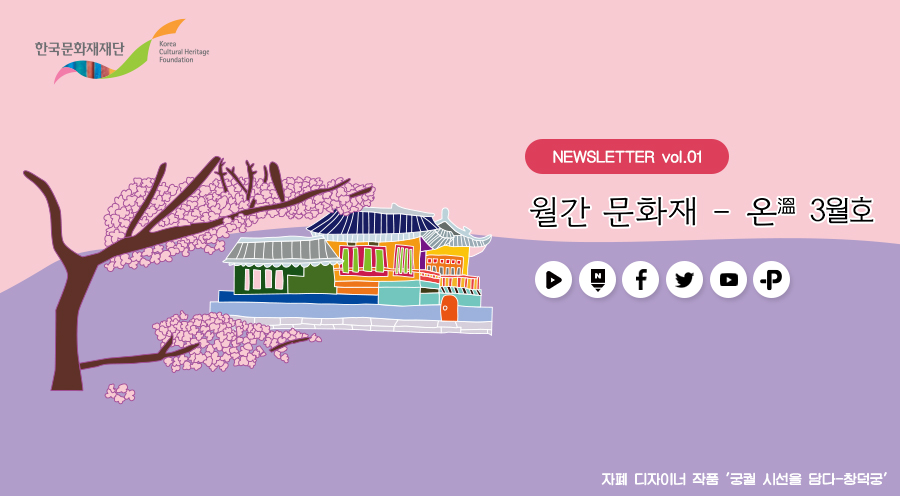 한국문화재재단
Korea
Cultural Heritage
Foundation
NEWSLETTER vol.01
월간 문화재 - 온溫 3월호
N
f
P
자폐 디자이너 작품 '궁궐 시선을 담다-창덕궁'